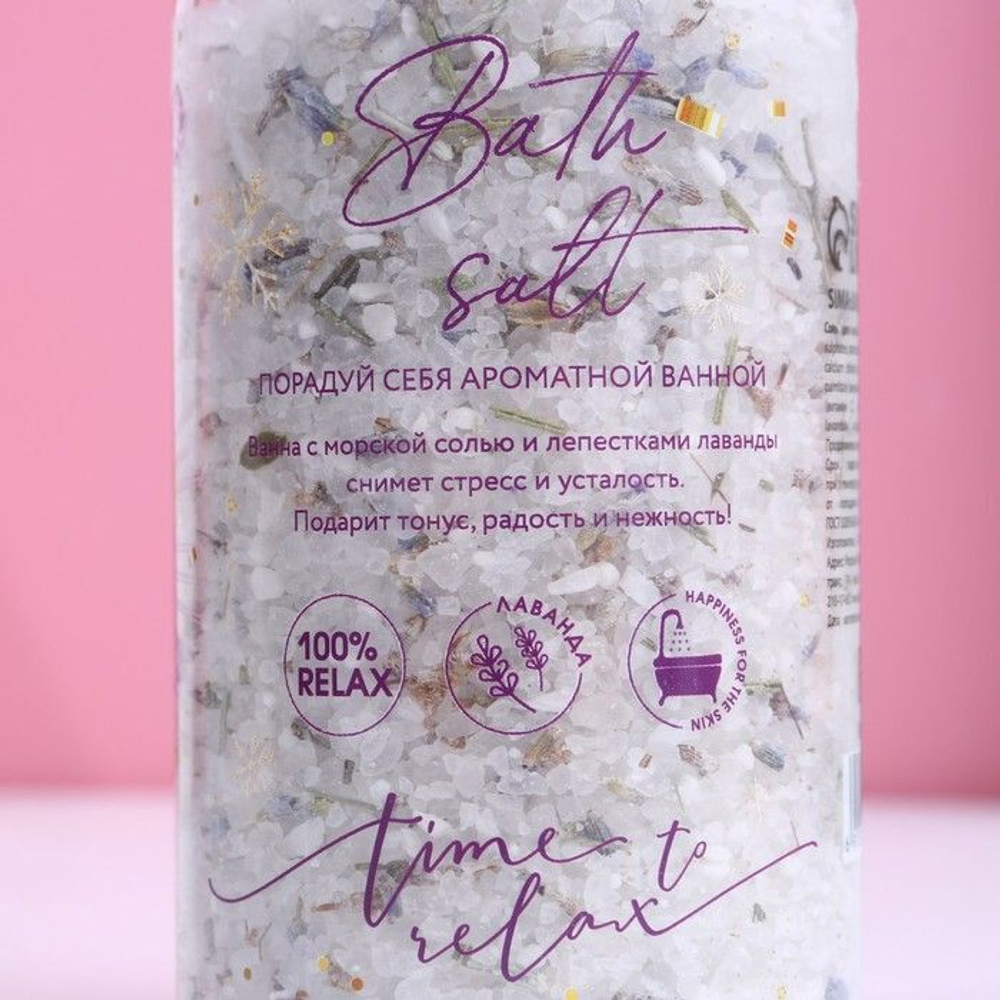 Bath
salt
ПОРАДУЙ СЕБЯ АРОМАТНОЙ ВАННОЙ
Ванна с морской солью и лепестками лаванды
снимет стресс и усталость.
Подарит тонус, радость и нежность!
100%
RELAX
ЛАВАНДА
HAPPINESS FOR THE SKIN
time to
relax